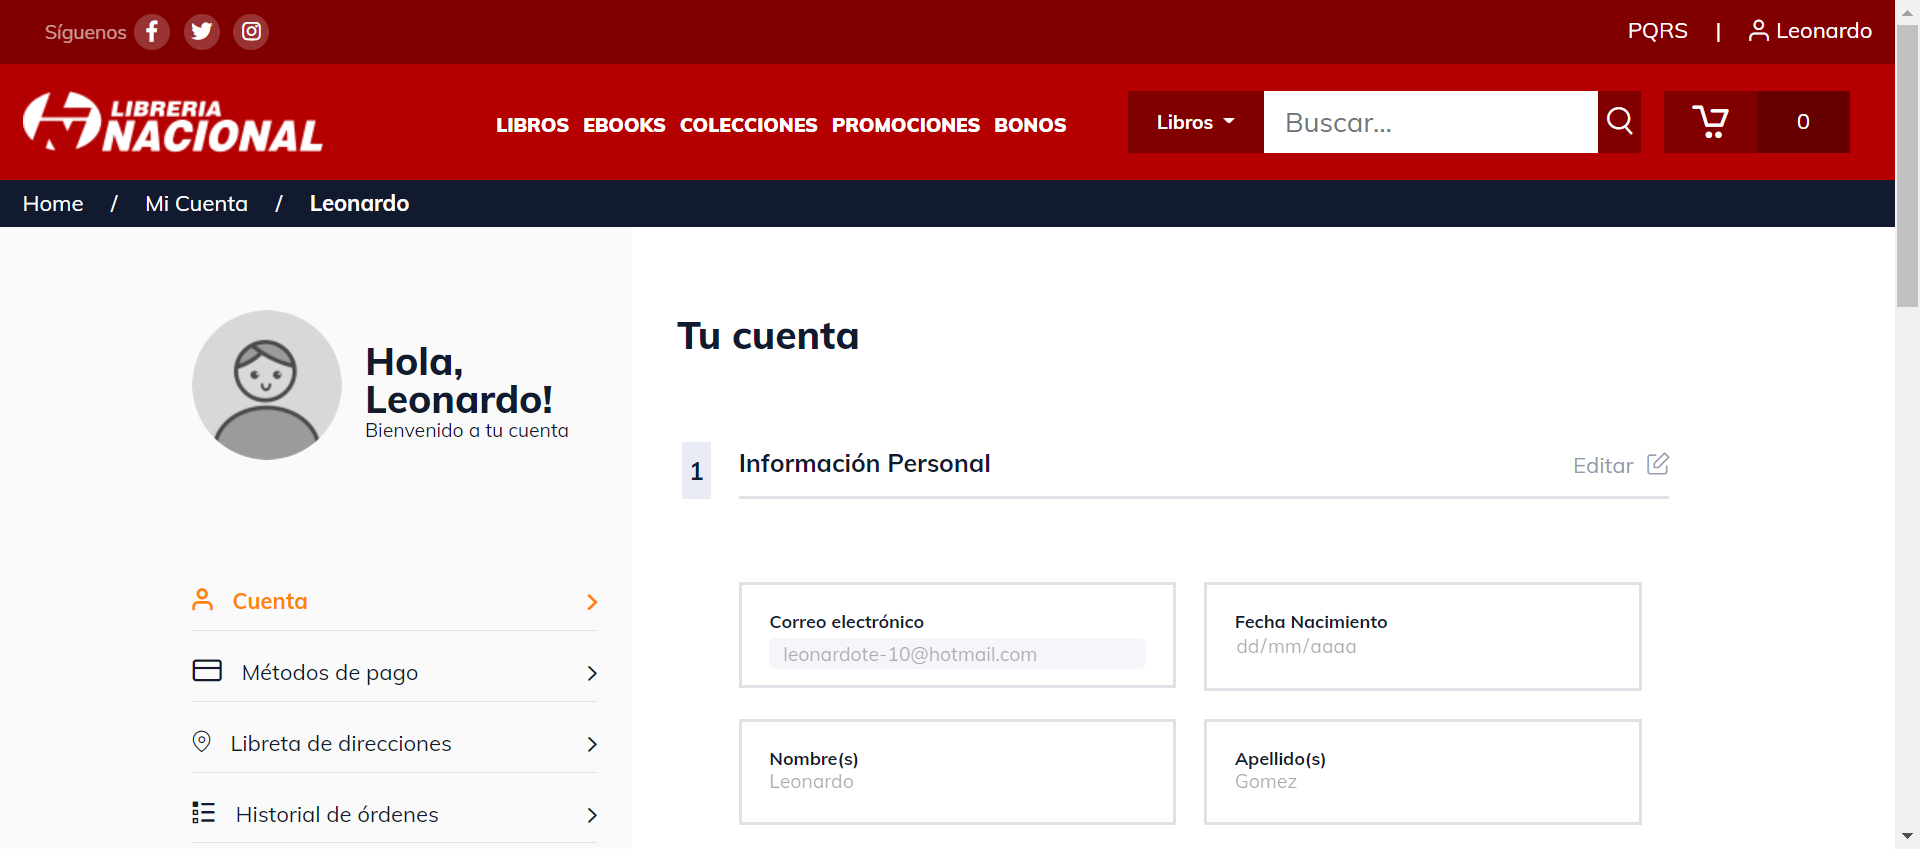 Síguenos
PQRS | Leonardo
LIBRERIA
NACIONAL
LIBROS EBOOKS COLECCIONES PROMOCIONES BONOS
Libros
Buscar...
0
Home / Mi Cuenta / Leonardo
Hola,
Leonardo!
Bienvenido a tu cuenta
Cuenta
Métodos de pago
Libreta de direcciones
Historial de órdenes
Tu cuenta
1 Información Personal
Editar
Correo electrónico
leonardote-10@hotmail.com
Fecha Nacimiento
dd/mm/aaaa
Nombre(s)
Leonardo
Apellido(s)
Gomez